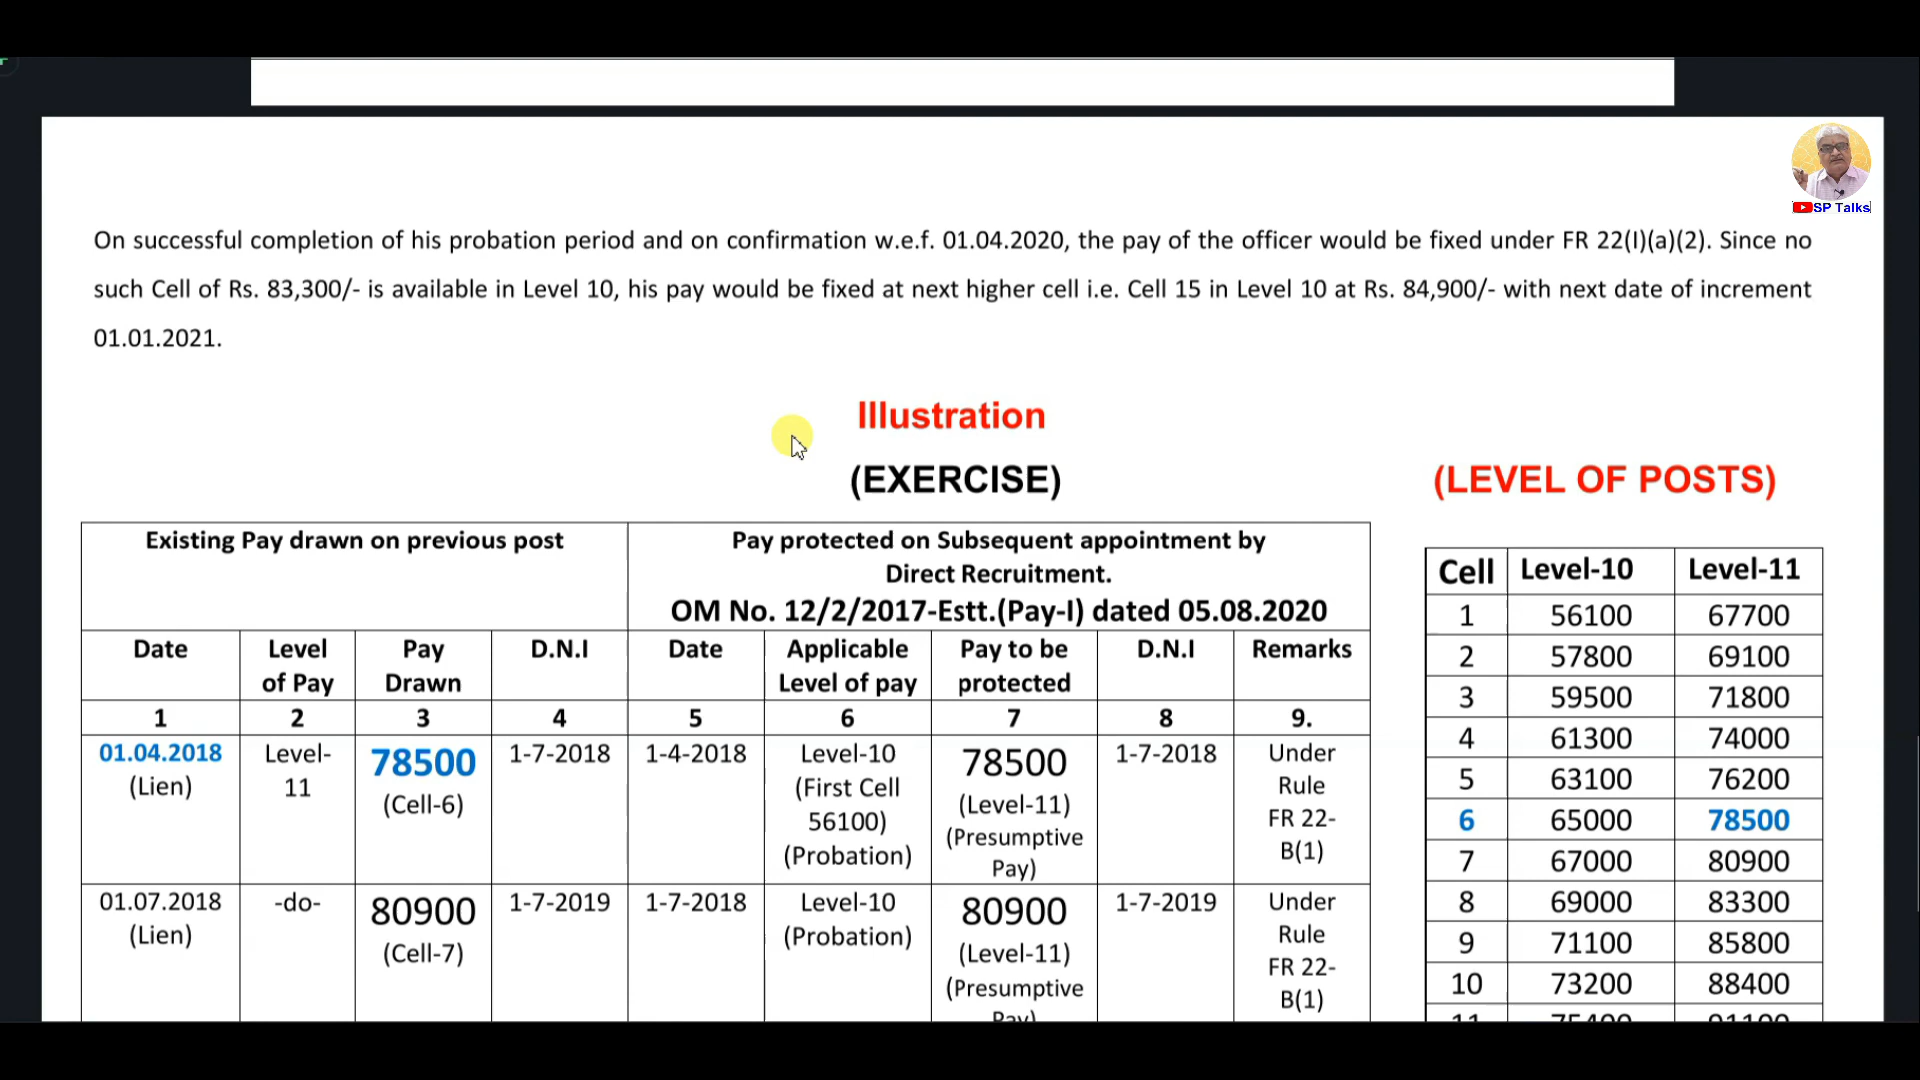 SP Talks
On successful completion of his probation period and on confirmation w.e.f. 01.04.2020, the pay of the officer would be fixed under FR 22(I)(a)(2). Since no
such Cell of Rs. 83,300/- is available in Level 10, his pay would be fixed at next higher cell i.e. Cell 15 in Level 10 at Rs. 84,900/- with next date of increment
01.01.2021.
Illustration
(EXERCISE)
(LEVEL OF POSTS)
Existing Pay drawn on previous post
Pay protected on Subsequent appointment by
Direct Recruitment.
OM No. 12/2/2017-Estt.(Pay-I) dated 05.08.2020
Date Level of Pay Pay Drawn D.N.I Date Applicable Level of pay Pay to be protected D.N.I Remarks
1 2 3 4 5 6 7 8 9.
01.04.2018 Level- 78500 1-7-2018 1-4-2018 Level-10 78500 1-7-2018 Under
(Lien) 11 (Cell-6) (First Cell (Level-11) Rule
56100) (Presumptive FR 22-
(Probation) Pay) B(1)
01.07.2018 -do- 80900 1-7-2019 1-7-2018 Level-10 80900 1-7-2019 Under
(Lien) (Cell-7) (Probation) (Level-11) Rule
(Presumptive FR 22-
Pay) B(1)
Cell Level-10 Level-11
1 56100 67700
2 57800 69100
3 59500 71800
4 61300 74000
5 63100 76200
6 65000 78500
7 67000 80900
8 69000 83300
9 71100 85800
10 73200 88400
11 75400 91100